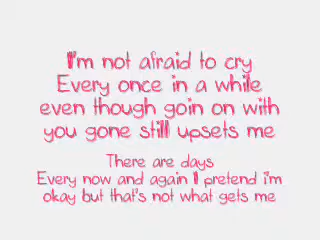 I'm not afraid to cry
Every once in a while
even though goin on with
you gone still upsets me
There are days
Every now and again I pretend i'm
okay but that's not what gets me